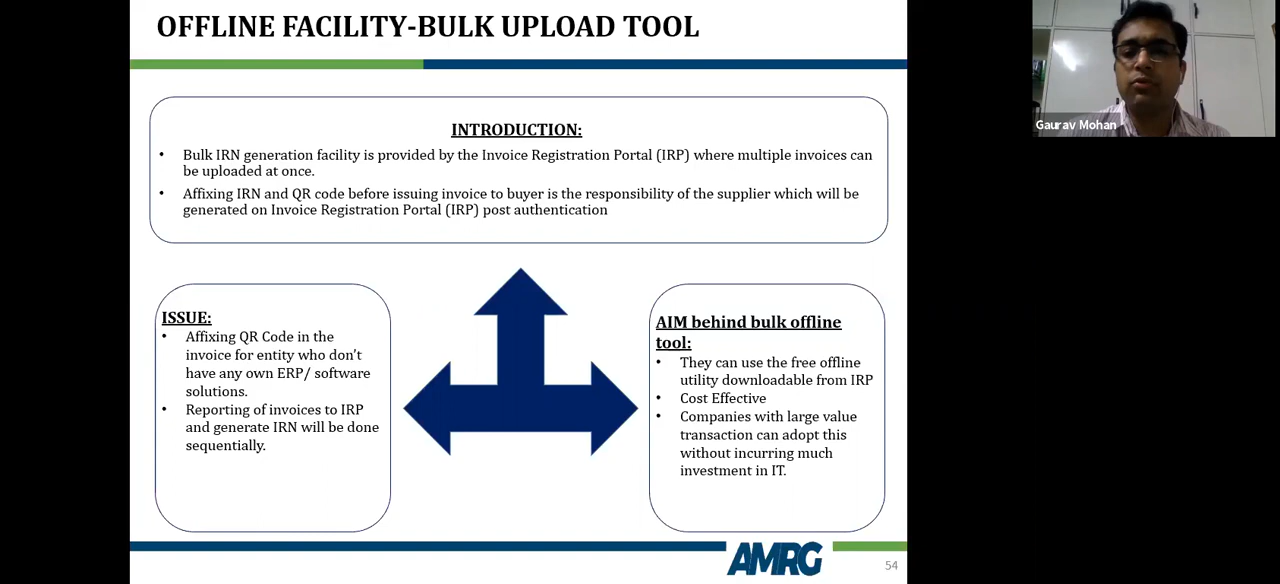 OFFLINE FACILITY-BULK UPLOAD TOOL
Gaurav Mohan
INTRODUCTION:
• Bulk IRN generation facility is provided by the Invoice Registration Portal (IRP) where multiple invoices can
be uploaded at once.
• Affixing IRN and QR code before issuing invoice to buyer is the responsibility of the supplier which will be
generated on Invoice Registration Portal (IRP) post authentication
ISSUE:
• Affixing QR Code in the
invoice for entity who don't
have any own ERP/ software
solutions.
• Reporting of invoices to IRP
and generate IRN will be done
sequentially.
AIM behind bulk offline
tool:
• They can use the free offline
utility downloadable from IRP
• Cost Effective
• Companies with large value
transaction can adopt this
without incurring much
investment in IT.
AMRG
54